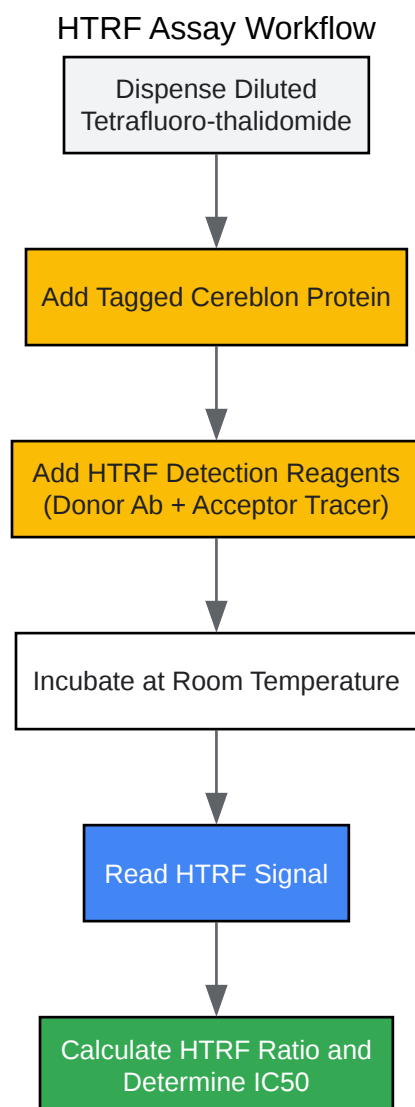 HTRF Assay Workflow
Dispense Diluted
Tetrafluoro-thalidomide
Add Tagged Cereblon Protein
Add HTRF Detection Reagents
(Donor Ab + Acceptor Tracer)
Incubate at Room Temperature
Read HTRF Signal
Calculate HTRF Ratio and
Determine IC50